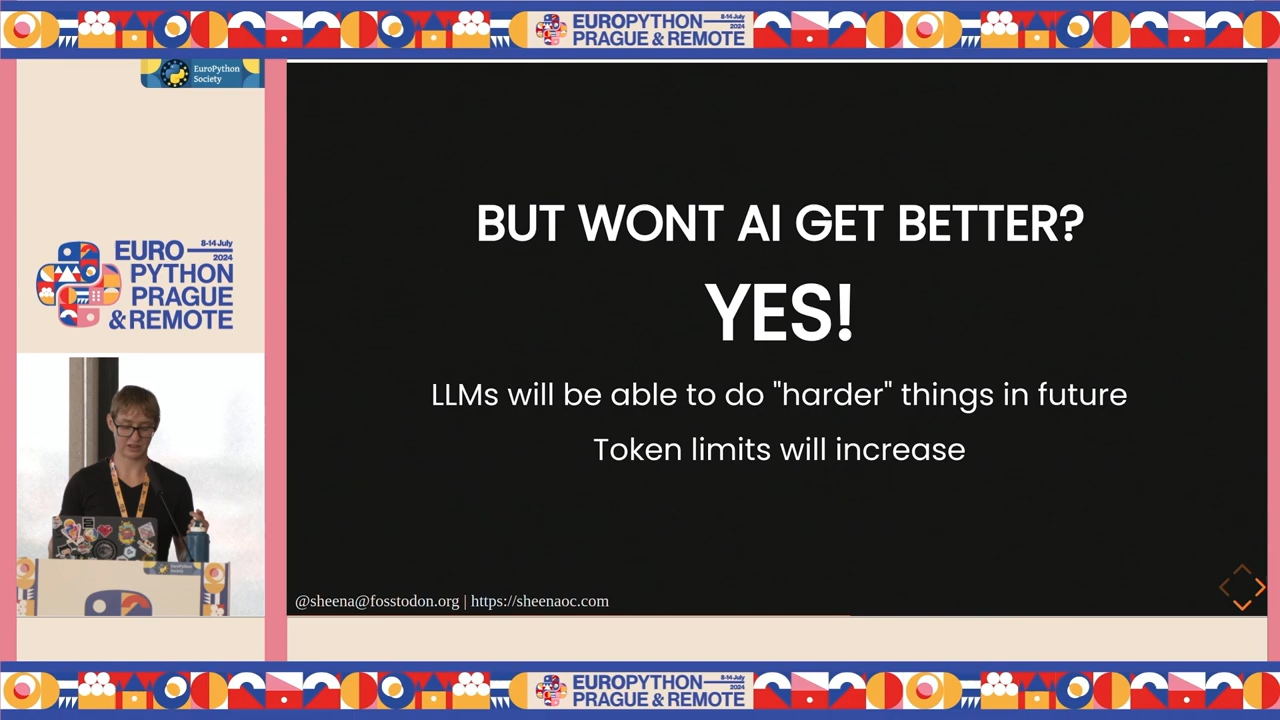 EUROPYTHON
8-14 July
2024
PRAGUE & REMOTE
EuroPython
Society
EURO
8-14 July
2024
PYTHON
PRAGUE
& REMOTE
BUT WONT AI GET BETTER?
YES!
LLMs will be able to do "harder" things in future
Token limits will increase
@sheena@fosstodon.org | https://sheenaoc.com
EUROPYTHON
8-14 July
2024
PRAGUE & REMOTE